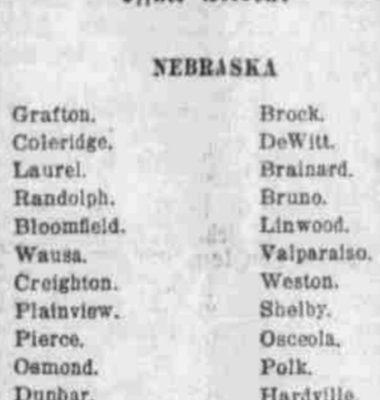 NEBRASKA
Grafton.
Coleridge.
Laurel.
Randolph.
Bloomfield.
Wausa.
Creighton.
Plainview.
Pierce.
Osmond.
Dunbar.
Brock.
DeWitt.
Brainard.
Bruno.
Linwood.
Valparaiso.
Weston.
Shelby.
Osceola.
Polk.
Hardville.